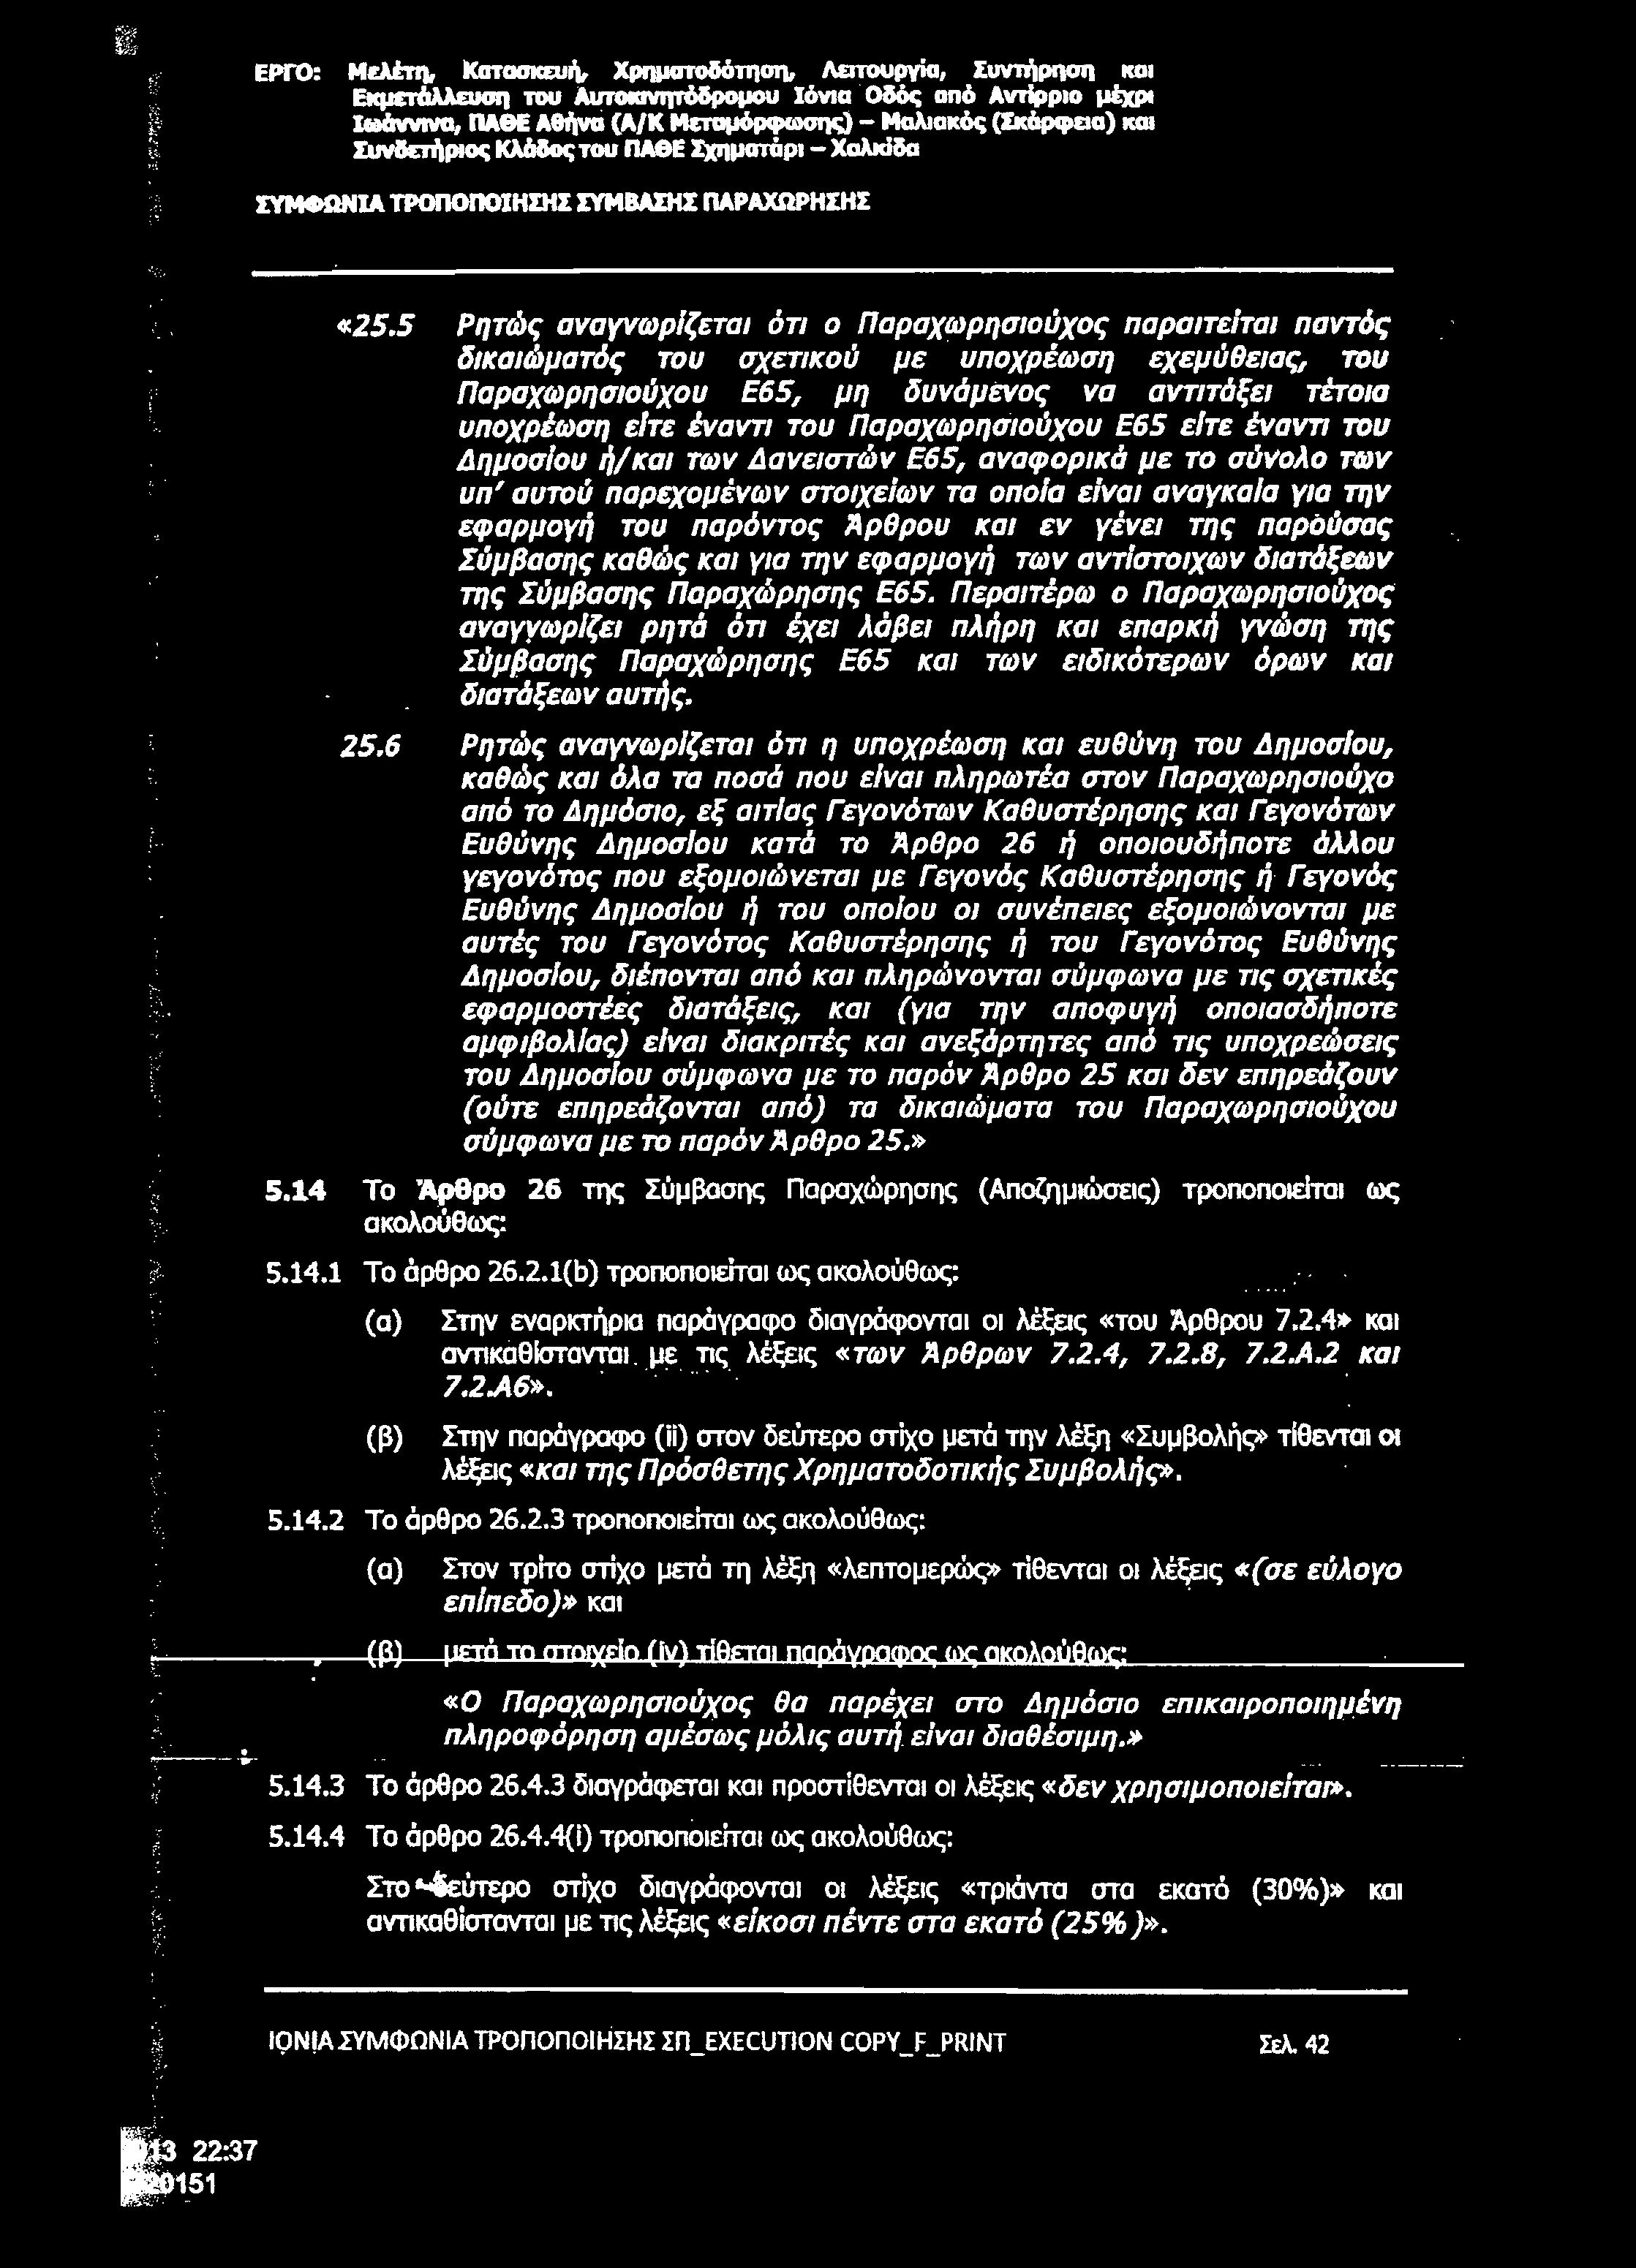 ΕΡΓΟ: Μελέτη, Κατασκευή, Χρηματοδότηση, Λειτουργία, Συντήρηση και
Εκμετάλλευση του Αυτοκινητόδρομου Ιόνια Οδός από Αντίρριο μέχρι
Ιωάννινα, ΠΑΘΕ Αθήνα (Α/Κ Μεταμόρφωσης) – Μαλιακός (Σκάρφεια) και
Συνδετήριος Κλάδος του ΠΑΘΕ Σχηματάρι – Χαλκίδα
ΣΥΜΦΩΝΙΑ ΤΡΟΠΟΠΟΙΗΣΗΣ ΣΥΜΒΑΣΗΣ ΠΑΡΑΧΩΡΗΣΗΣ
«25.5 Ρητώς αναγνωρίζεται ότι ο Παραχωρησιούχος παραιτείται παντός
δικαιώματός του σχετικού με υποχρέωση εχεμύθειας, του
Παραχωρησιούχου Ε65, μη δυνάμενος να αντιτάξει τέτοια
υποχρέωση είτε έναντι του Παραχωρησιούχου Ε65 είτε έναντι του
Δημοσίου ή/και των Δανειστών Ε65, αναφορικά με το σύνολο των
υπ' αυτού παρεχομένων στοιχείων τα οποία είναι αναγκαία για την
εφαρμογή του παρόντος Άρθρου και εν γένει της παρούσας
Σύμβασης καθώς και για την εφαρμογή των αντίστοιχων διατάξεων
της Σύμβασης Παραχώρησης Ε65. Περαιτέρω ο Παραχωρησιούχος
αναγνωρίζει ρητά ότι έχει λάβει πλήρη και επαρκή γνώση της
Σύμβασης Παραχώρησης Ε65 και των ειδικότερων όρων και
διατάξεων αυτής.
25.6 Ρητώς αναγνωρίζεται ότι η υποχρέωση και ευθύνη του Δημοσίου,
καθώς και όλα τα ποσά που είναι πληρωτέα στον Παραχωρησιούχο
από το Δημόσιο, εξ αιτίας Γεγονότων Καθυστέρησης και Γεγονότων
Ευθύνης Δημοσίου κατά το Άρθρο 26 ή οποιουδήποτε άλλου
γεγονότος που εξομοιώνεται με Γεγονός Καθυστέρησης ή Γεγονός
Ευθύνης Δημοσίου ή του οποίου οι συνέπειες εξομοιώνονται με
αυτές του Γεγονότος Καθυστέρησης ή του Γεγονότος Ευθύνης
Δημοσίου, διέπονται από και πληρώνονται σύμφωνα με τις σχετικές
εφαρμοστέες διατάξεις, και (για την αποφυγή οποιασδήποτε
αμφιβολίας) είναι διακριτές και ανεξάρτητες από τις υποχρεώσεις
του Δημοσίου σύμφωνα με το παρόν Άρθρο 25 και δεν επηρεάζουν
(ούτε επηρεάζονται από) τα δικαιώματα του Παραχωρησιούχου
σύμφωνα με το παρόν Άρθρο 25.»
5.14 Το Άρθρο 26 της Σύμβασης Παραχώρησης (Αποζημιώσεις) τροποποιείται ως
ακολούθως:
5.14.1 Το άρθρο 26.2.1(b) τροποποιείται ως ακολούθως:
(α) Στην εναρκτήρια παράγραφο διαγράφονται οι λέξεις «του Άρθρου 7.2.4» και
αντικαθίστανται με τις λέξεις «των Άρθρων 7.2.4, 7.2.8, 7.2.Α.2 και
7.2.Α6».
(β) Στην παράγραφο (ii) στον δεύτερο στίχο μετά την λέξη «Συμβολής» τίθενται οι
λέξεις «και της Πρόσθετης Χρηματοδοτικής Συμβολής».
5.14.2 Το άρθρο 26.2.3 τροποποιείται ως ακολούθως:
(α) Στον τρίτο στίχο μετά τη λέξη «λεπτομερώς» τίθενται οι λέξεις «(σε εύλογο
επίπεδο)» και
(β) μετά το στοιχείο (iv) τίθεται παράγραφος ως ακολούθως:
«Ο Παραχωρησιούχος θα παρέχει στο Δημόσιο επικαιροποιημένη
πληροφόρηση αμέσως μόλις αυτή είναι διαθέσιμη.»
5.14.3 Το άρθρο 26.4.3 διαγράφεται και προστίθενται οι λέξεις «δεν χρησιμοποιείται».
5.14.4 Το άρθρο 26.4.4(i) τροποποιείται ως ακολούθως:
Στο δεύτερο στίχο διαγράφονται οι λέξεις «τριάντα στα εκατό (30%)» και
αντικαθίστανται με τις λέξεις «είκοσι πέντε στα εκατό (25%)».
ΙΟΝΙΑ ΣΥΜΦΩΝΙΑ ΤΡΟΠΟΠΟΙΗΣΗΣ ΣΠ_EXECUTION COPY_F_PRINT Σελ. 42
13 22:37
0151